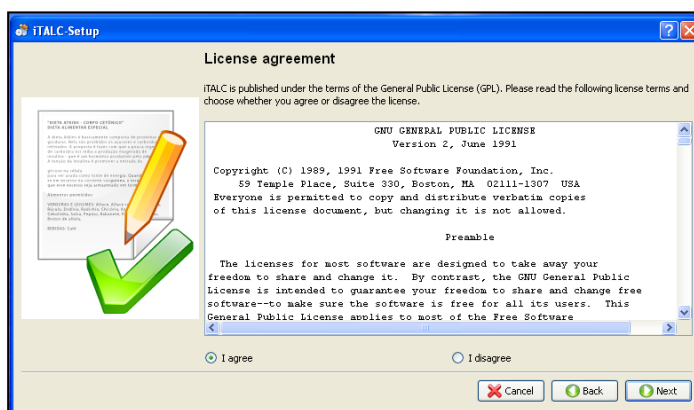 iTALC-Setup
License agreement
iTALC is published under the terms of the General Public License (GPL). Please read the following license terms and
choose whether you agree or disagree the license.
"DIETA ATKINS - CORPO CETÔNICO"
DIETA ALIMENTAR ESPECIAL
GNU GENERAL PUBLIC LICENSE
Version 2, June 1991
Copyright (C) 1989, 1991 Free Software Foundation, Inc.
59 Temple Place, Suite 330, Boston, MA  02111-1307  USA
Everyone is permitted to copy and distribute verbatim copies
of this license document, but changing it is not allowed.
Preamble
The licenses for most software are designed to take away your
freedom to share and change it.  By contrast, the GNU General Public
License is intended to guarantee your freedom to share and change free
software--to make sure the software is free for all its users.  This
General Public License applies to most of the Free Software
I agree
I disagree
Cancel
Back
Next